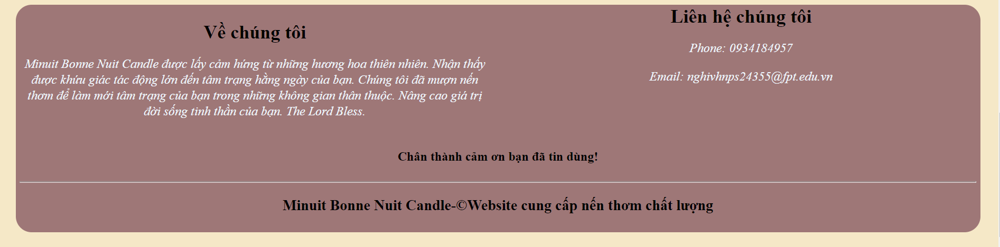 Về chúng tôi
Minuit Bonne Nuit Candle được lấy cảm hứng từ những hương hoa thiên nhiên. Nhận thấy
được khứu giác tác động lớn đến tâm trạng hằng ngày của bạn. Chúng tôi đã mượn nến
thơm để làm mới tâm trạng của bạn trong những không gian thân thuộc. Nâng cao giá trị
đời sống tinh thần của bạn. The Lord Bless.
Liên hệ chúng tôi
Phone: 0934184957
Email: nghivhnps24355@fpt.edu.vn
Chân thành cảm ơn bạn đã tin dùng!
Minuit Bonne Nuit Candle-©Website cung cấp nến thơm chất lượng